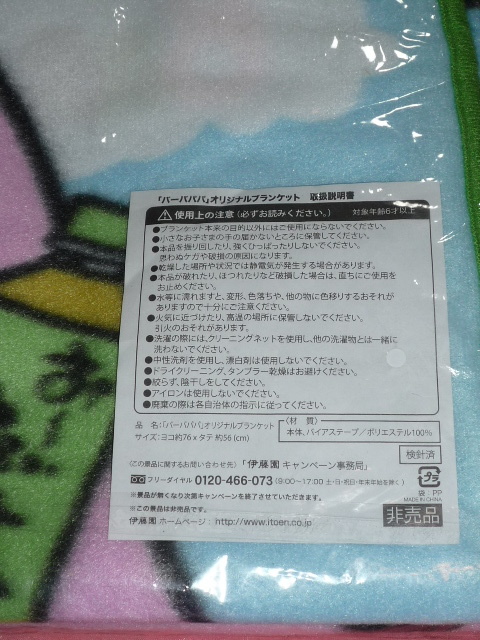 「バーバパパ」オリジナルブランケット 取扱説明書
使用上の注意(必ずお読みください。) 対象年齢6才以上
●ブランケット本来の目的以外にはご使用にならないでください。
●小さなお子さまの手の届かないところに保管してください。
●本品を振り回したり、強くひっぱったりしないでください。
思わぬケガや破損の原因になります。
●乾燥した場所や状況では静電気が発生する場合があります。
●本品が破れたり、ほつれたりなど破損した場合は、直ちにご使用を
お止めください。
●水等に濡れますと、変形、色落ちや、他の物に色移りするおそれが
ありますので十分にご注意ください。
●火気に近づけたり、高温の場所に保管しないでください。
引火のおそれがあります。
●洗濯の際には、クリーニングネットを使用し、他の洗濯物とは一緒に
洗わないでください。
●中性洗剤を使用し、漂白剤は使用しないでください。
●ドライクリーニング、タンブラー乾燥はお避けください。
●絞らず、陰干しをしてください。
●アイロンは使用しないでください。
●廃棄の際は各自治体の指示に従ってください。
品 名:「バーバパパ」オリジナルブランケット
サイズ:ヨコ約76×タテ約56(cm)
〈材 質〉
本体、バイアステープ/ポリエステル100%
検針済
〈この景品に関するお問い合わせ先〉「伊藤園 キャンペーン事務局」
フリーダイヤル 0120-466-073(9:00〜17:00 土・日・祝日・年末年始を除く)
※景品が無くなり次第キャンペーンを終了させていただきます。
※この景品は非売品です。
伊藤園 ホームページ:http://www.itoen.co.jp
プラ
袋:PP
MADE IN CHINA
非売品